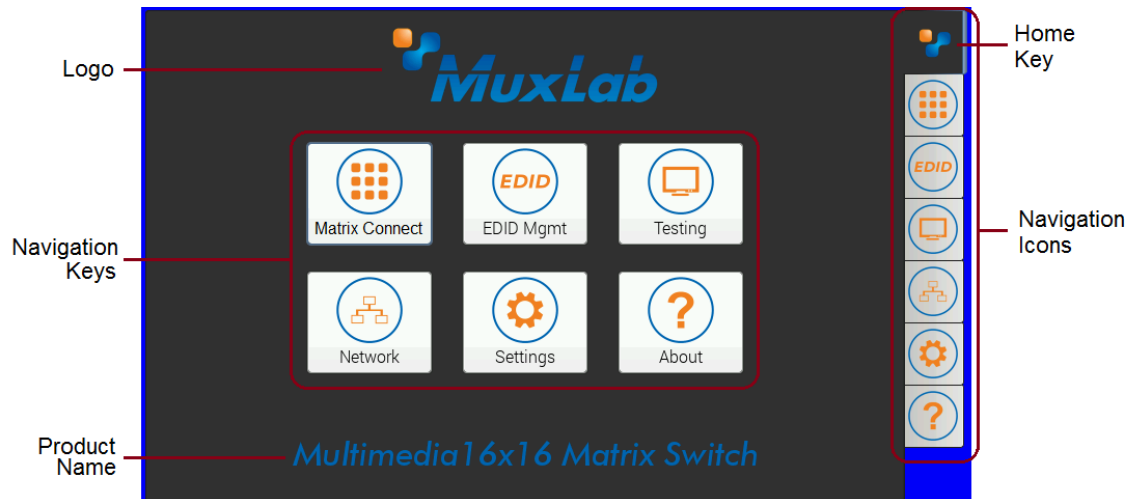 Logo
MuxLab
Home
Key
EDID
Matrix Connect
EDID Mgmt
Testing
EDID
Navigation
Keys
Navigation
Icons
?
Network
Settings
About
?
Product
Name
Multimedia16x16 Matrix Switch